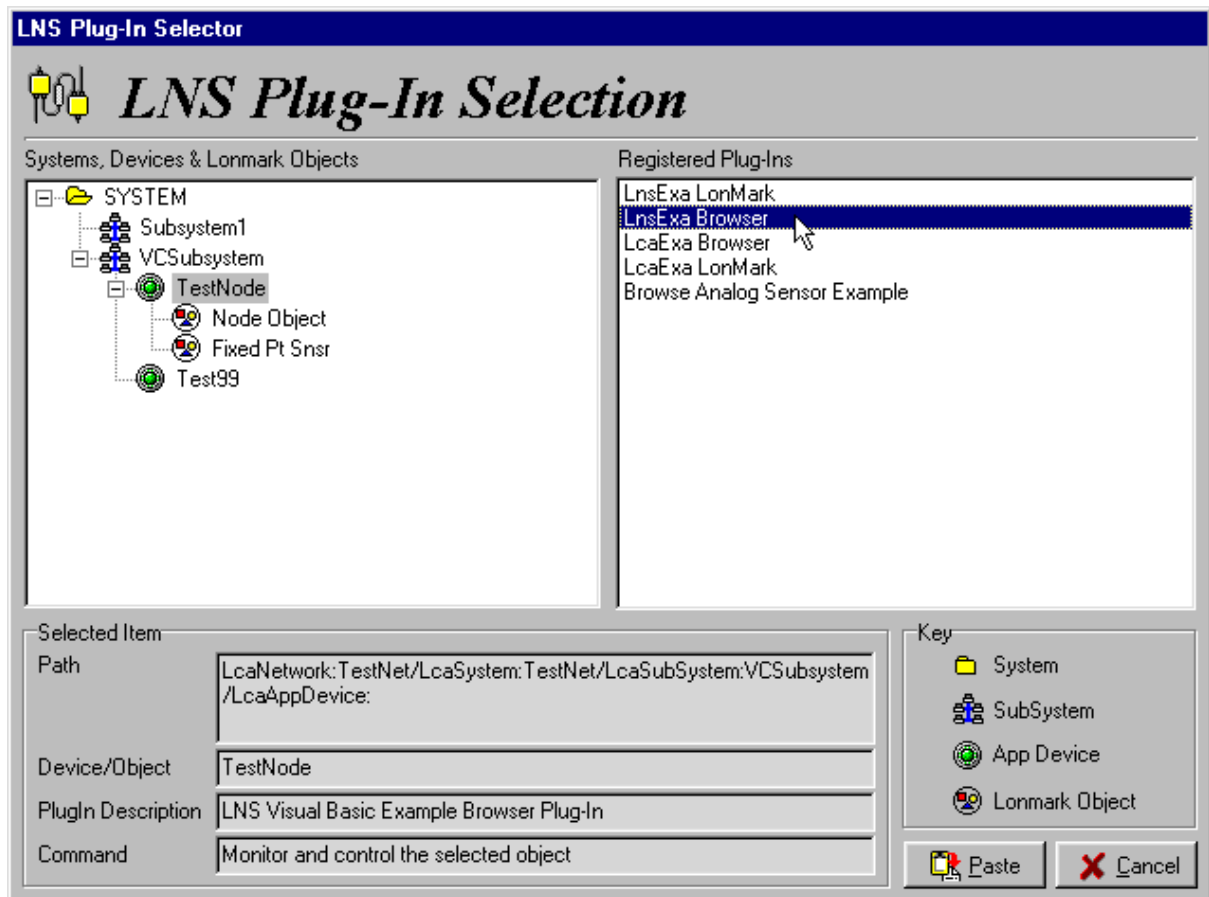 LNS Plug-In Selector
LNS Plug-In Selection
Systems, Devices & Lonmark Objects
SYSTEM
Subsystem1
VCSubsystem
TestNode
Node Object
Fixed Pt Snsr
Test99
Registered Plug-Ins
LnsExa LonMark
LnsExa Browser
LcaExa Browser
LcaExa LonMark
Browse Analog Sensor Example
Selected Item
Path
LcaNetwork:TestNet/LcaSystem:TestNet/LcaSubSystem:VCSubsystem
/LcaAppDevice:
Device/Object
TestNode
PlugIn Description
LNS Visual Basic Example Browser Plug-In
Command
Monitor and control the selected object
Key
System
SubSystem
App Device
Lonmark Object
Paste
Cancel